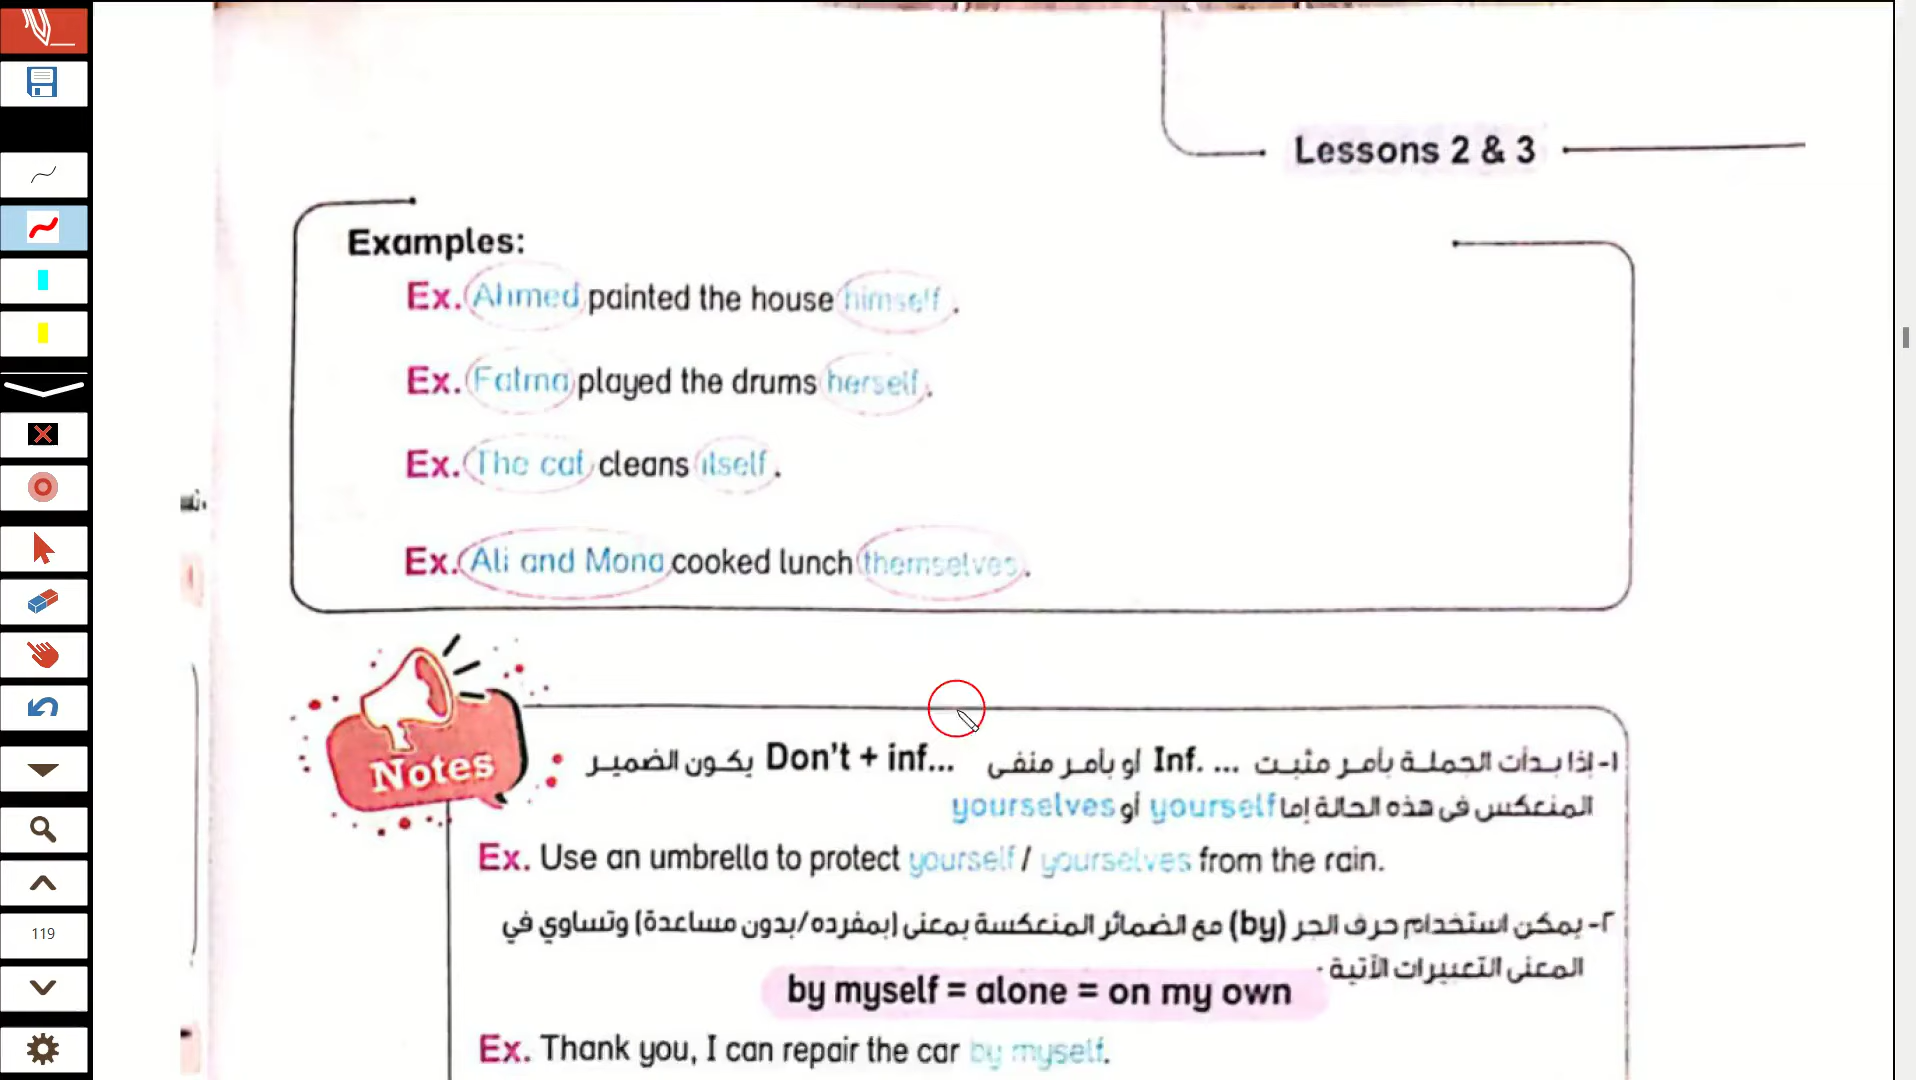 Lessons 2 & 3
Examples:
Ex. Ahmed painted the house himself.
Ex. Fatma played the drums herself.
Ex. The cat cleans itself.
Ex. Ali and Mona cooked lunch themselves.
Notes
١- إذا بدأت الجملة بأمر مثبت ... Inf. أو بأمر منفى Don't + inf... يكون الضمير
المنعكس فى هذه الحالة إما yourself أو yourselves
Ex. Use an umbrella to protect yourself / yourselves from the rain.
٢- يمكن استخدام حرف الجر (by) مع الضمائر المنعكسة بمعنى (بمفرده/بدون مساعدة) وتساوي في
المعنى التعبيرات الآتية.
by myself = alone = on my own
Ex. Thank you, I can repair the car by myself.
119